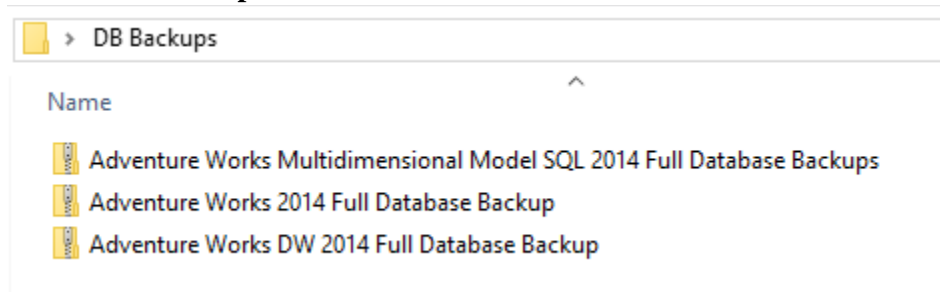 DB Backups
Name
Adventure Works Multidimensional Model SQL 2014 Full Database Backups
Adventure Works 2014 Full Database Backup
Adventure Works DW 2014 Full Database Backup